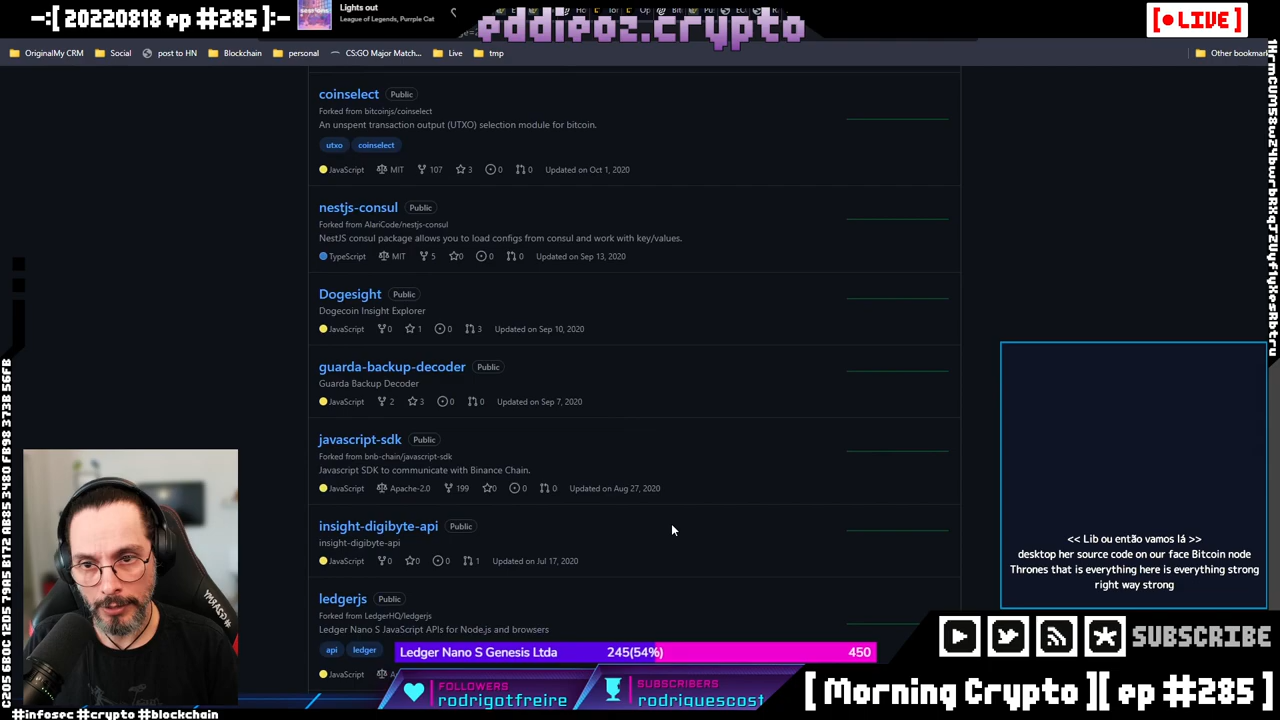 -:[ 20220818 ep #285 ]:-
Lights out
League of Legends, Purrple Cat
eddieoz.crypto
[• LIVE]
OriginalMy CRM
Social
post to HN
Blockchain
personal
CS:GO Major Match...
Live
tmp
Other bookmar
coinselect Public
Forked from bitcoinjs/coinselect
An unspent transaction output (UTXO) selection module for bitcoin.
utxo coinselect
JavaScript MIT 107 3 0 0 Updated on Oct 1, 2020
nestjs-consul Public
Forked from AlariCode/nestjs-consul
NestJS consul package allows you to load configs from consul and work with key/values.
TypeScript MIT 5 0 0 0 Updated on Sep 13, 2020
Dogesight Public
Dogecoin Insight Explorer
JavaScript 0 1 0 3 Updated on Sep 10, 2020
guarda-backup-decoder Public
Guarda Backup Decoder
JavaScript 2 3 0 0 Updated on Sep 7, 2020
javascript-sdk Public
Forked from bnb-chain/javascript-sdk
Javascript SDK to communicate with Binance Chain.
JavaScript Apache-2.0 199 0 0 0 Updated on Aug 27, 2020
insight-digibyte-api Public
insight-digibyte-api
JavaScript 0 0 0 1 Updated on Jul 17, 2020
ledgerjs Public
Forked from LedgerHQ/ledgerjs
Ledger Nano S JavaScript APIs for Node.js and browsers
api ledger
JavaScript
<< Lib ou então vamos lá >>
desktop her source code on our face Bitcoin node
Thrones that is everything here is everything strong
right way strong
Ledger Nano S Genesis Ltda 245(54%) 450
FOLLOWERS
rodrigotfreire
SUBSCRIBERS
rodriguescost
SUBSCRIBE
[ Morning Crypto ][ ep #285 ]
#infosec #crypto #blockchain